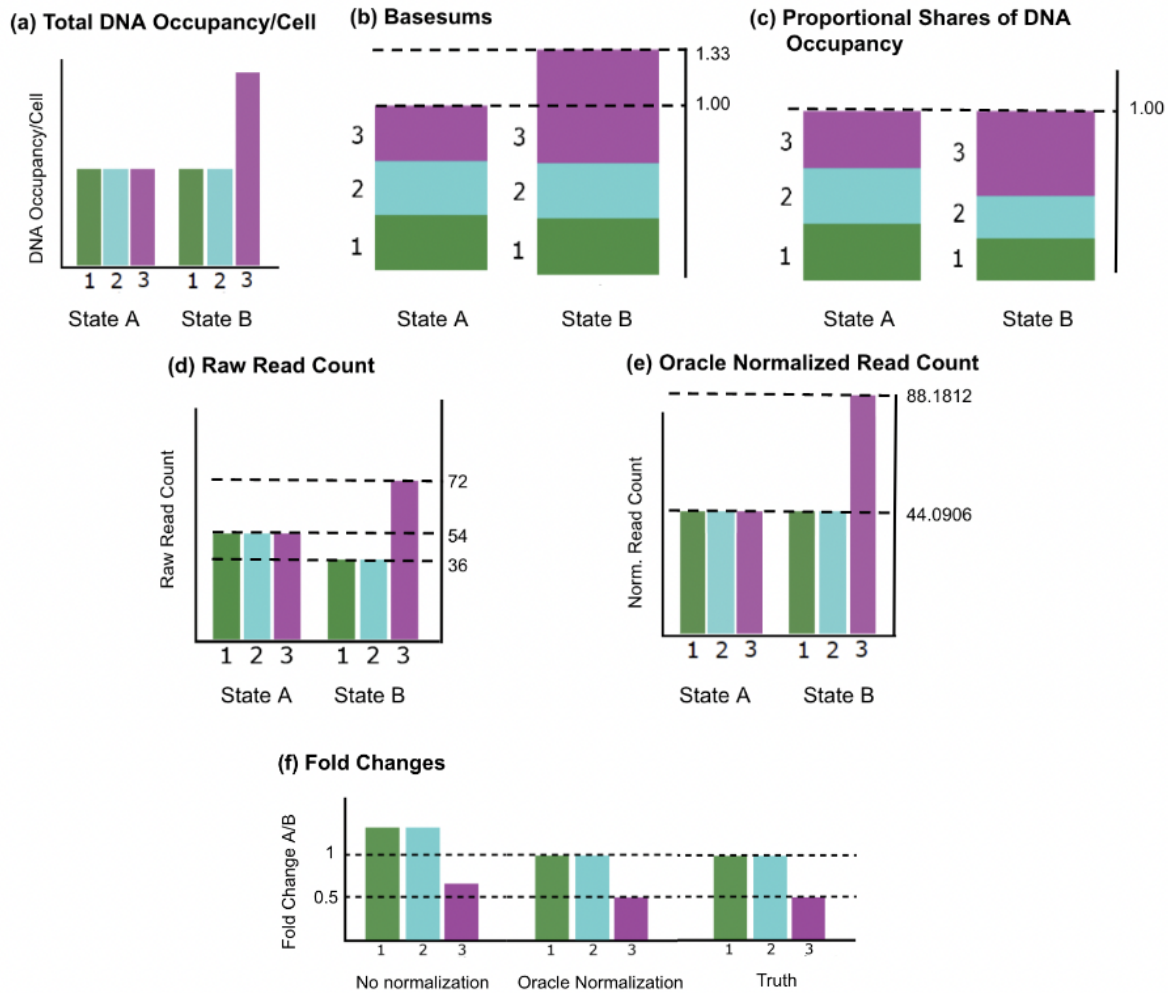 (a) Total DNA Occupancy/Cell
DNA Occupancy/Cell
1 2 3 1 2 3
State A State B
(b) Basesums
1.33
1.00
3 3
2 2
1 1
State A State B
(c) Proportional Shares of DNA
Occupancy
1.00
3 3
2 2
1 1
State A State B
(d) Raw Read Count
Raw Read Count
72
54
36
1 2 3 1 2 3
State A State B
(e) Oracle Normalized Read Count
Norm. Read Count
88.1812
44.0906
1 2 3 1 2 3
State A State B
(f) Fold Changes
Fold Change A/B
1
0.5
1 2 3 1 2 3 1 2 3
No normalization Oracle Normalization Truth